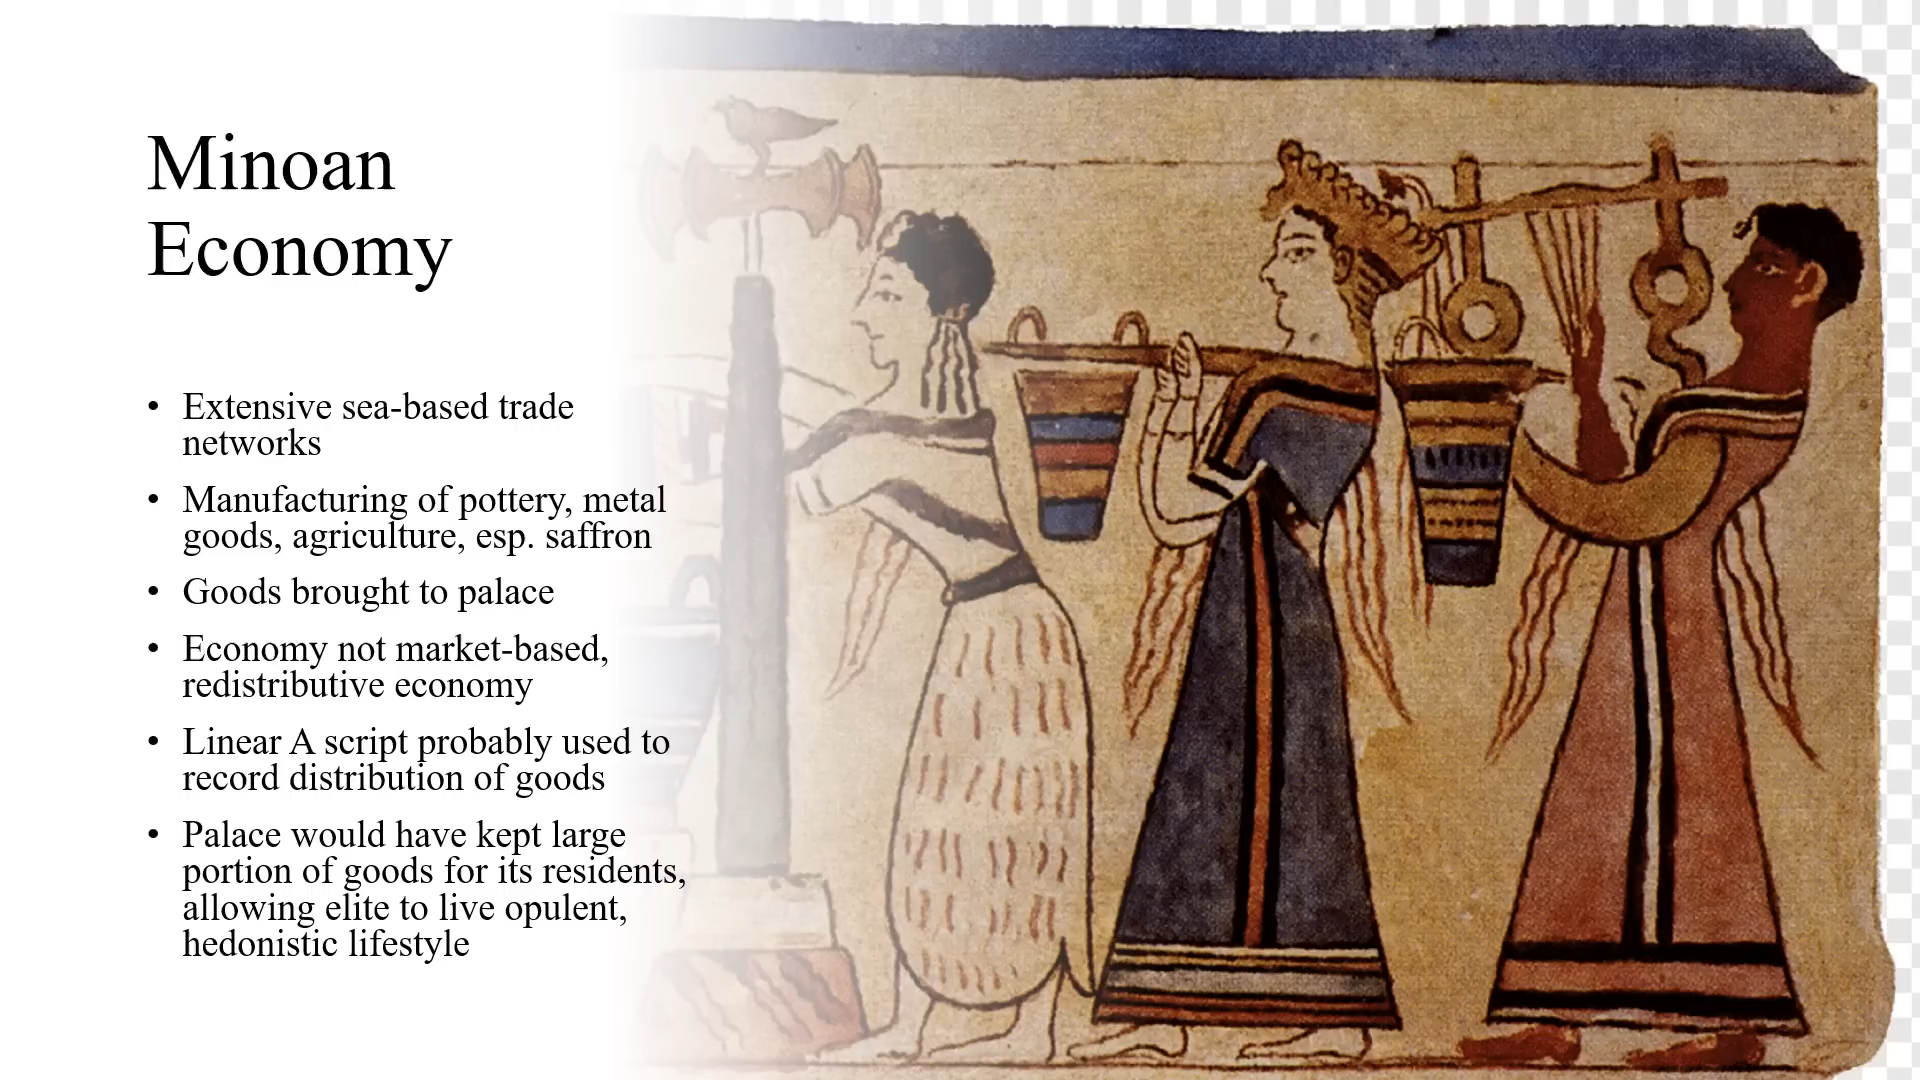 Minoan
Economy
• Extensive sea-based trade
networks
• Manufacturing of pottery, metal
goods, agriculture, esp. saffron
• Goods brought to palace
• Economy not market-based,
redistributive economy
• Linear A script probably used to
record distribution of goods
• Palace would have kept large
portion of goods for its residents,
allowing elite to live opulent,
hedonistic lifestyle